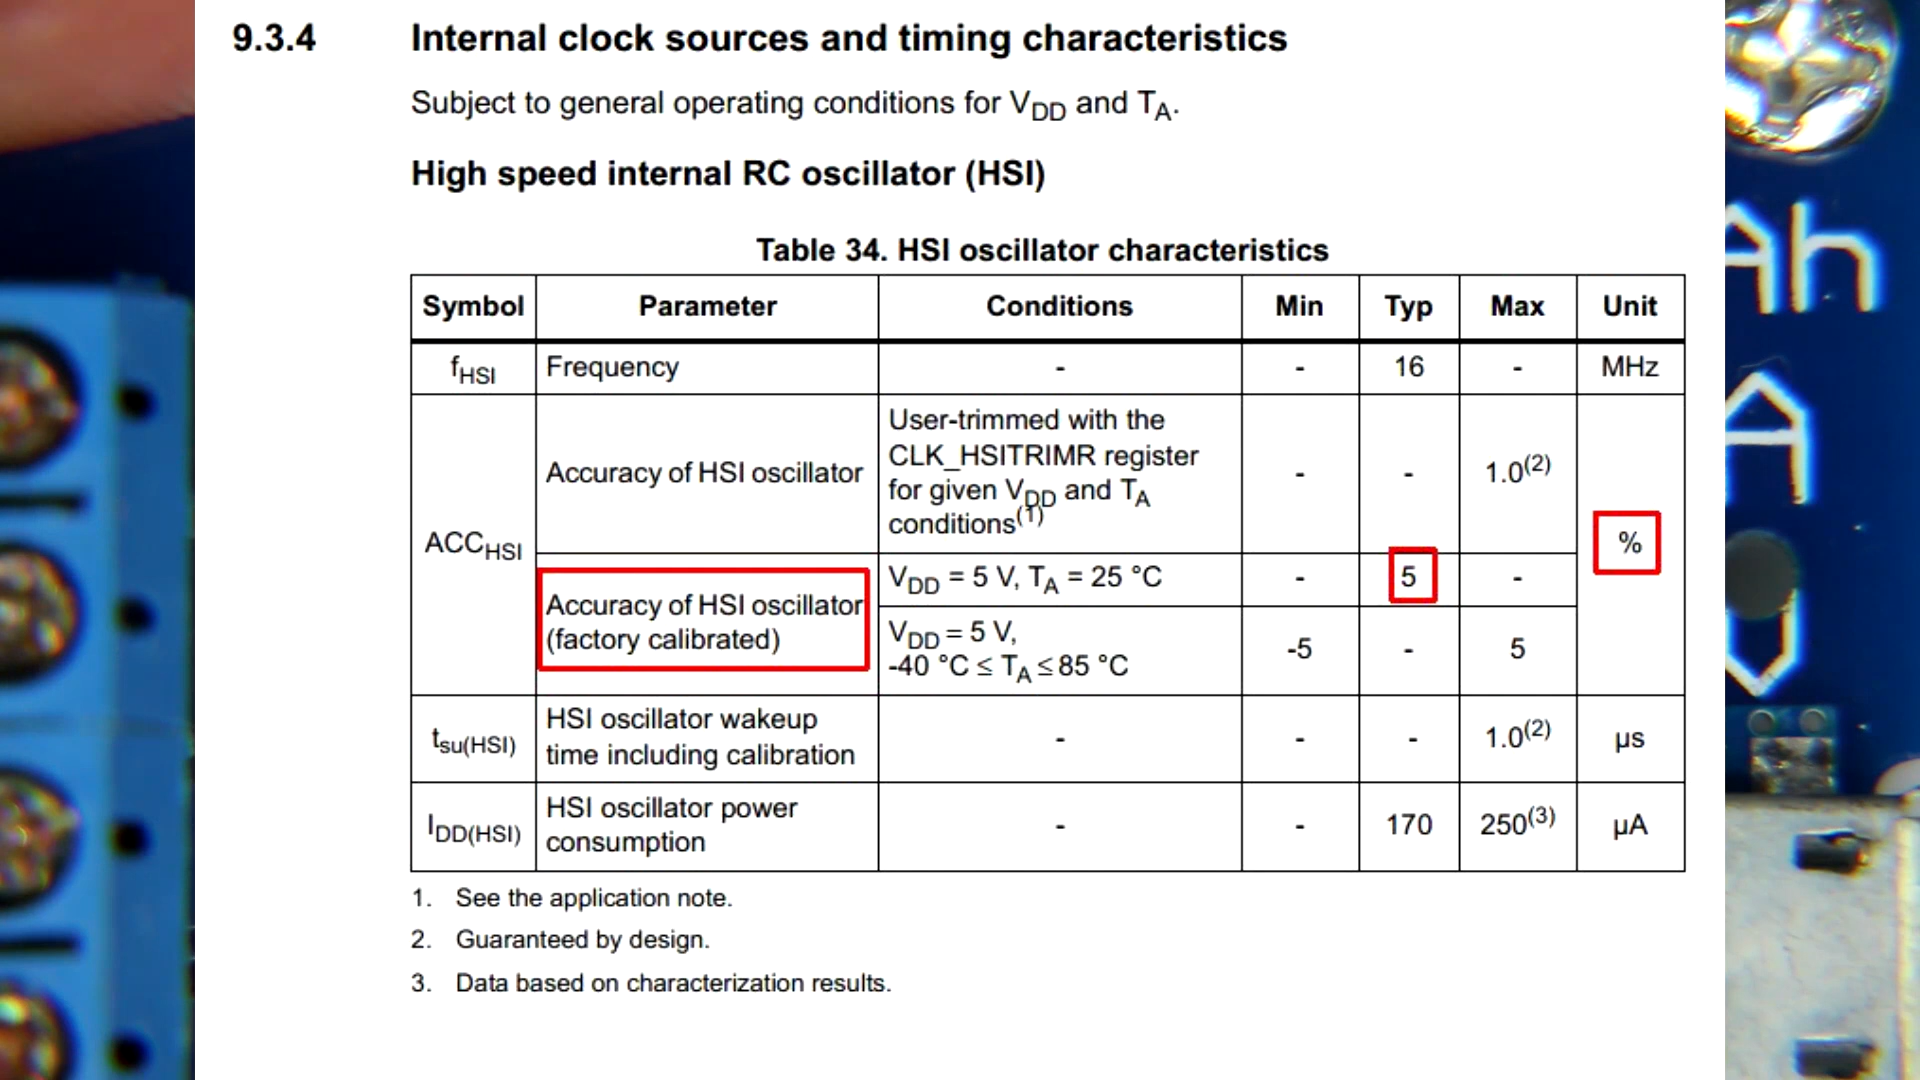 9.3.4 Internal clock sources and timing characteristics
Subject to general operating conditions for VDD and TA.
High speed internal RC oscillator (HSI)
Table 34. HSI oscillator characteristics
Symbol Parameter Conditions Min Typ Max Unit
fHSI Frequency - - 16 - MHz
ACCHSI
Accuracy of HSI oscillator
User-trimmed with the
CLK_HSITRIMR register
for given VDD and TA
conditions(1)
- - 1.0(2)
%
Accuracy of HSI oscillator
(factory calibrated)
VDD = 5 V, TA = 25 °C - 5 -
VDD = 5 V,
-40 °C ≤ TA ≤ 85 °C
-5 - 5
tsu(HSI)
HSI oscillator wakeup
time including calibration
- - - 1.0(2) µs
IDD(HSI)
HSI oscillator power
consumption
- - 170 250(3) µA
1. See the application note.
2. Guaranteed by design.
3. Data based on characterization results.
Ah
A
V